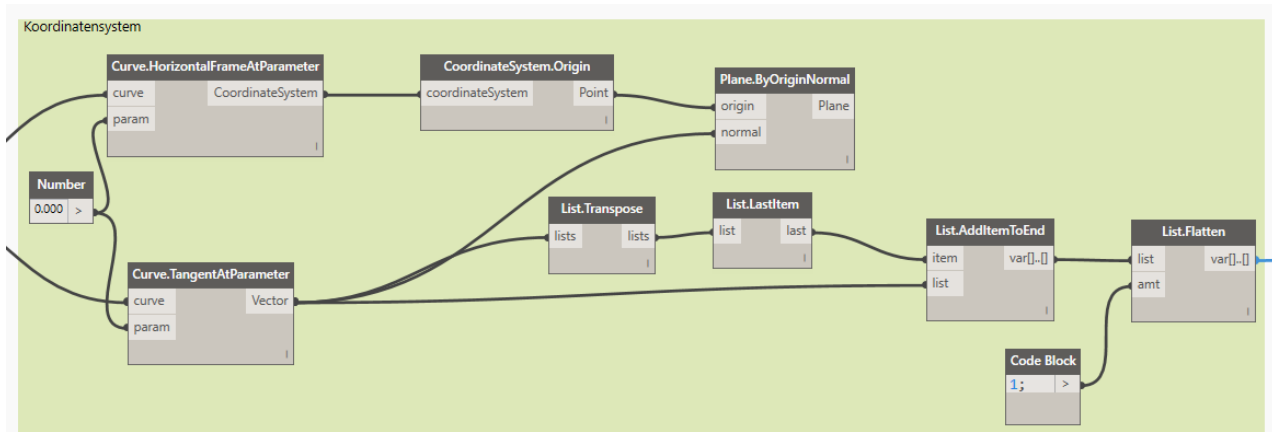 Koordinatensystem
Curve.HorizontalFrameAtParameter
curve CoordinateSystem
param
CoordinateSystem.Origin
coordinateSystem Point
Plane.ByOriginNormal
origin Plane
normal
Number
0.000 >
List.Transpose
lists lists
List.LastItem
list last
List.AddItemToEnd
item var[]..[]
list
List.Flatten
list var[]..[]
amt
Curve.TangentAtParameter
curve Vector
param
Code Block
1; >